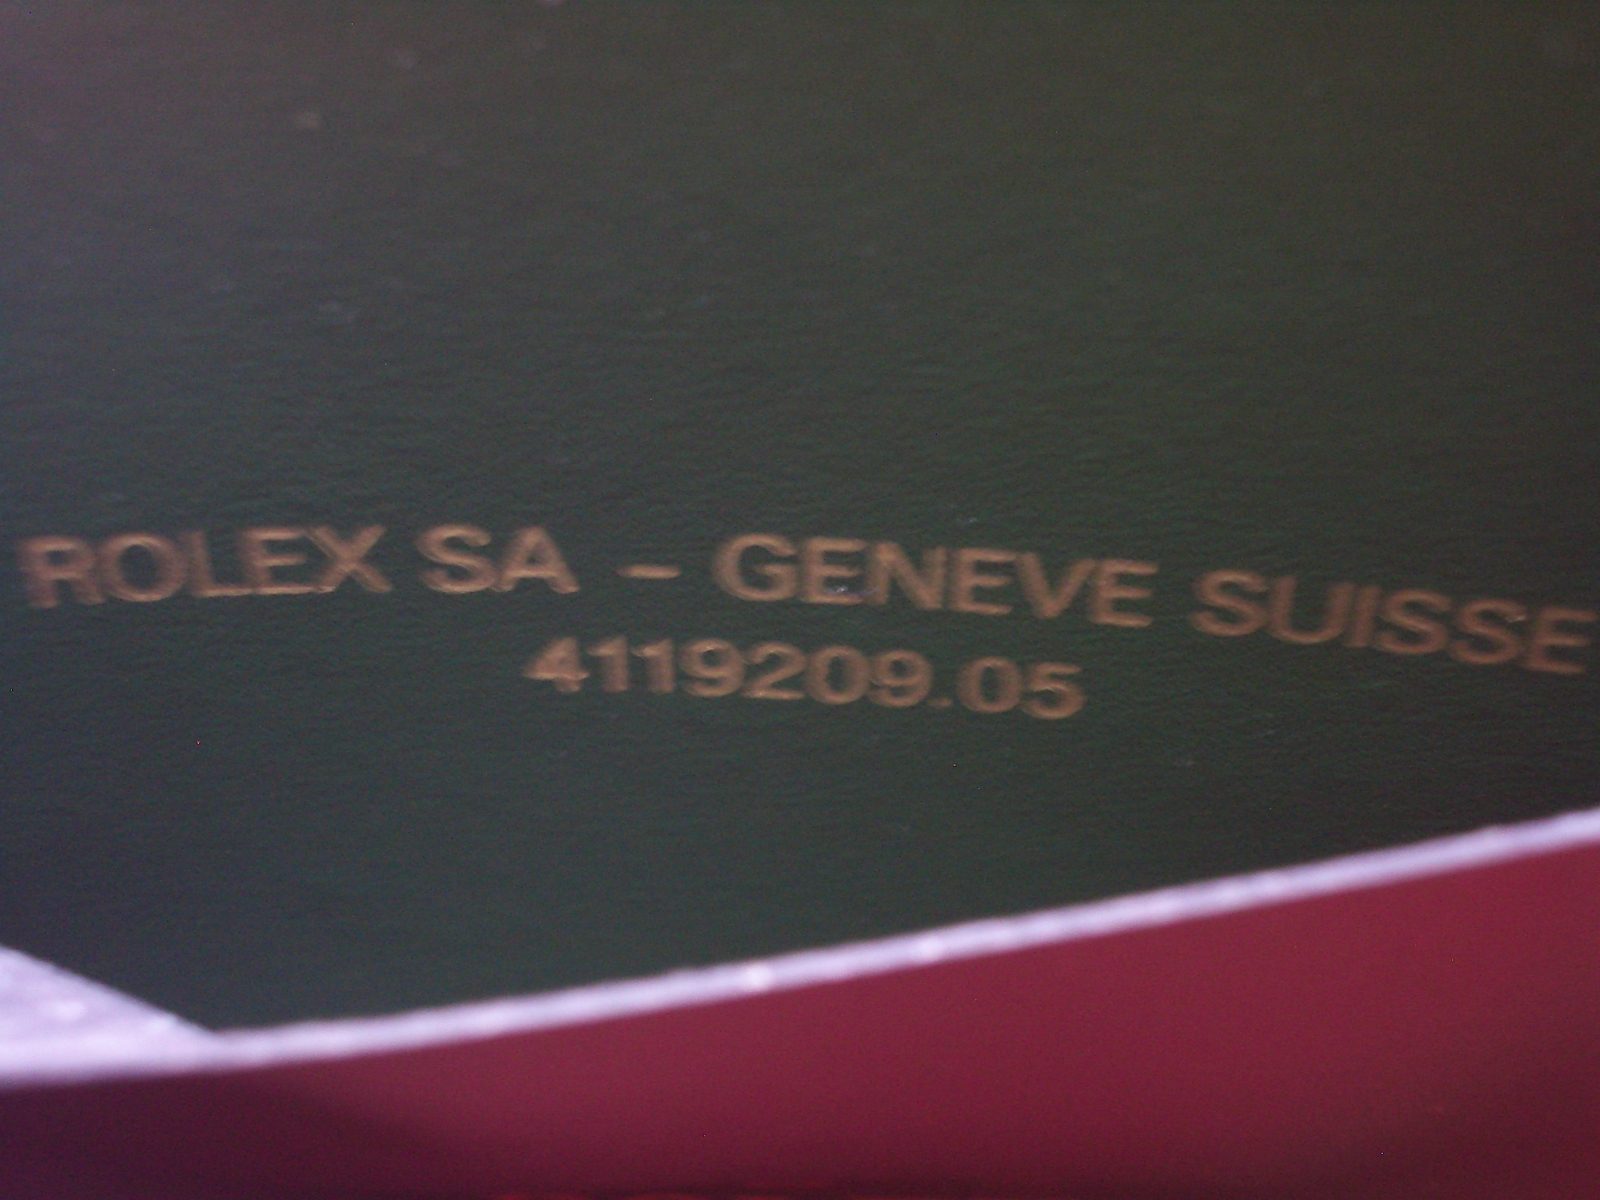 ROLEX SA – GENEVE SUISSE
4119209.05